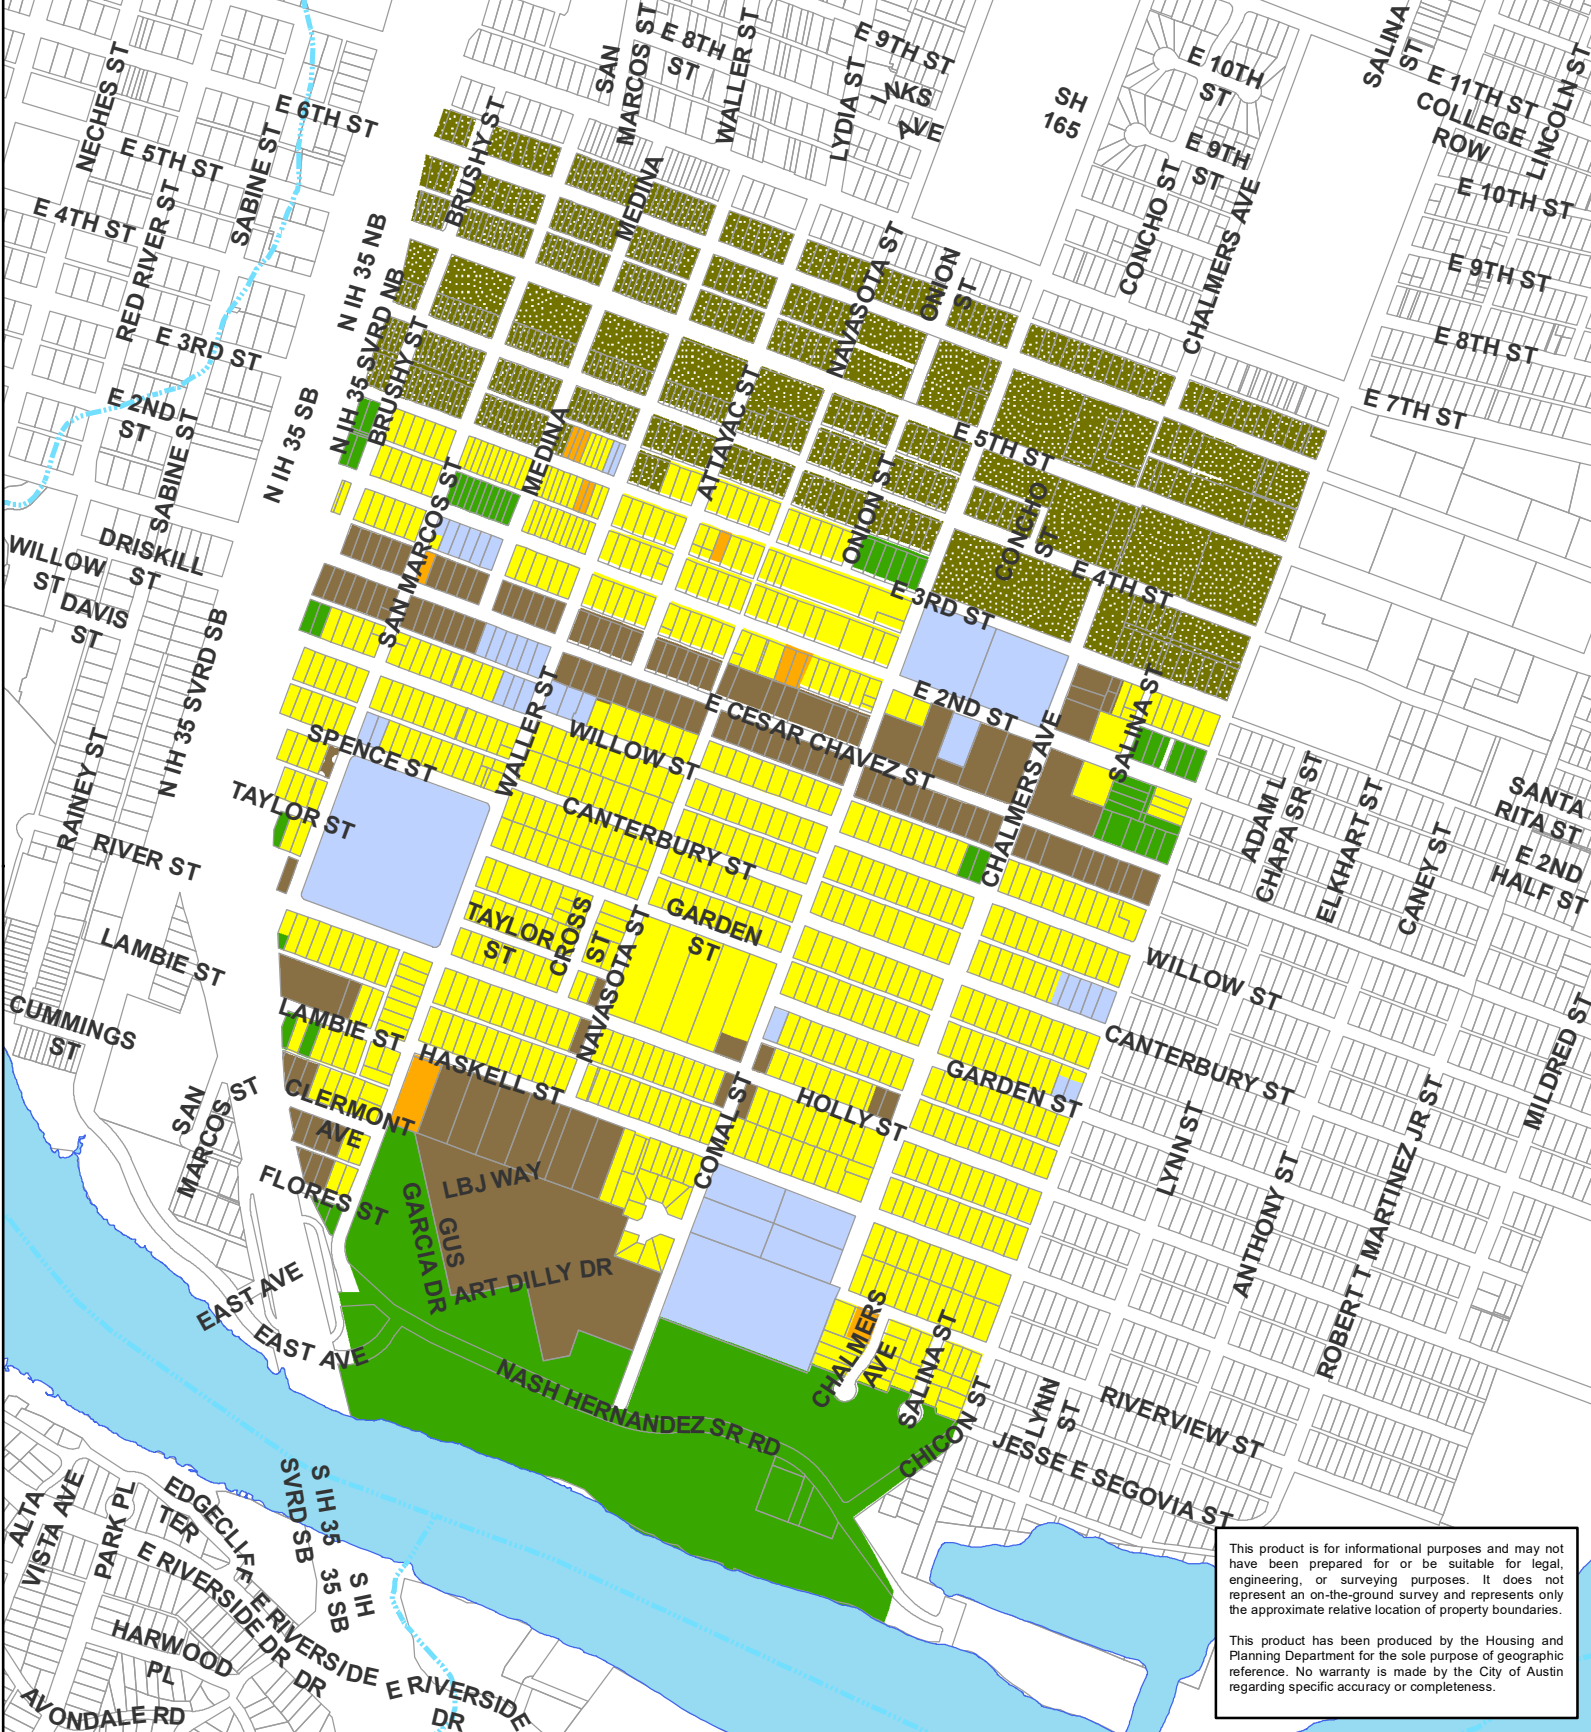 SAN
MARCOS ST
E 8TH
ST
WALLER ST
E 9TH ST
LYDIA ST
NKS
AVE
SH
165
E 10TH
ST
E 9TH
ST
SALINA
ST
E 11TH ST
COLLEGE
ROW
LINCOLN ST
E 10TH ST
E 9TH ST
E 8TH ST
E 7TH ST
NECHES ST
E 6TH ST
E 5TH ST
SABINE ST
E 4TH ST
RED RIVER ST
E 3RD ST
E 2ND
ST
SABINE ST
BRUSHY ST
MEDINA
N IH 35 NB
N IH 35 SVRD NB
BRUSHY ST
N IH 35 SB
NAVASOTA ST
ONION
ST
CONCHO ST
CHALMERS AVE
MEDINA
ATTAYAC ST
E 5TH ST
ONION ST
CONCHO
ST
E 4TH ST
E 3RD ST
SAN MARCOS ST
WILLOW
ST
DRISKILL
ST
DAVIS
ST
N IH 35 SVRD SB
E 2ND ST
E CESAR CHAVEZ ST
CHALMERS AVE
SALINA ST
WALLER ST
WILLOW ST
SPENCE ST
TAYLOR ST
RAINEY ST
RIVER ST
CANTERBURY ST
ADAM L
CHAPA SR ST
ELKHART ST
CANEY ST
SANTA
RITA ST
E 2ND
HALF ST
LAMBIE ST
TAYLOR
ST
CROSS
ST
NAVASOTA ST
GARDEN
ST
WILLOW ST
CUMMINGS
ST
LAMBIE ST
HASKELL ST
CANTERBURY ST
MILDRED ST
SAN
MARCOS
ST
CLERMONT
AVE
COMAL ST
HOLLY ST
GARDEN ST
LYNN ST
ANTHONY ST
ROBERT T MARTINEZ JR ST
FLORES ST
LBJ WAY
GUS
GARCIA DR
ART DILLY DR
EAST AVE
EAST AVE
NASH HERNANDEZ SR RD
CHALMERS
AVE
SALINA ST
CHICON ST
LYNN
ST
RIVERVIEW ST
JESSE E SEGOVIA ST
ALTA
VISTA AVE
PARK PL
EDGECLIFF
TER
S IH 35
SVRD SB
S IH
35 SB
E RIVERSIDE DR
E RIVERSIDE
DR
HARWOOD
PL
E RIVERSIDE
DR
AVONDALE RD
This product is for informational purposes and may not
have been prepared for or be suitable for legal,
engineering, or surveying purposes. It does not
represent an on-the-ground survey and represents only
the approximate relative location of property boundaries.
This product has been produced by the Housing and
Planning Department for the sole purpose of geographic
reference. No warranty is made by the City of Austin
regarding specific accuracy or completeness.